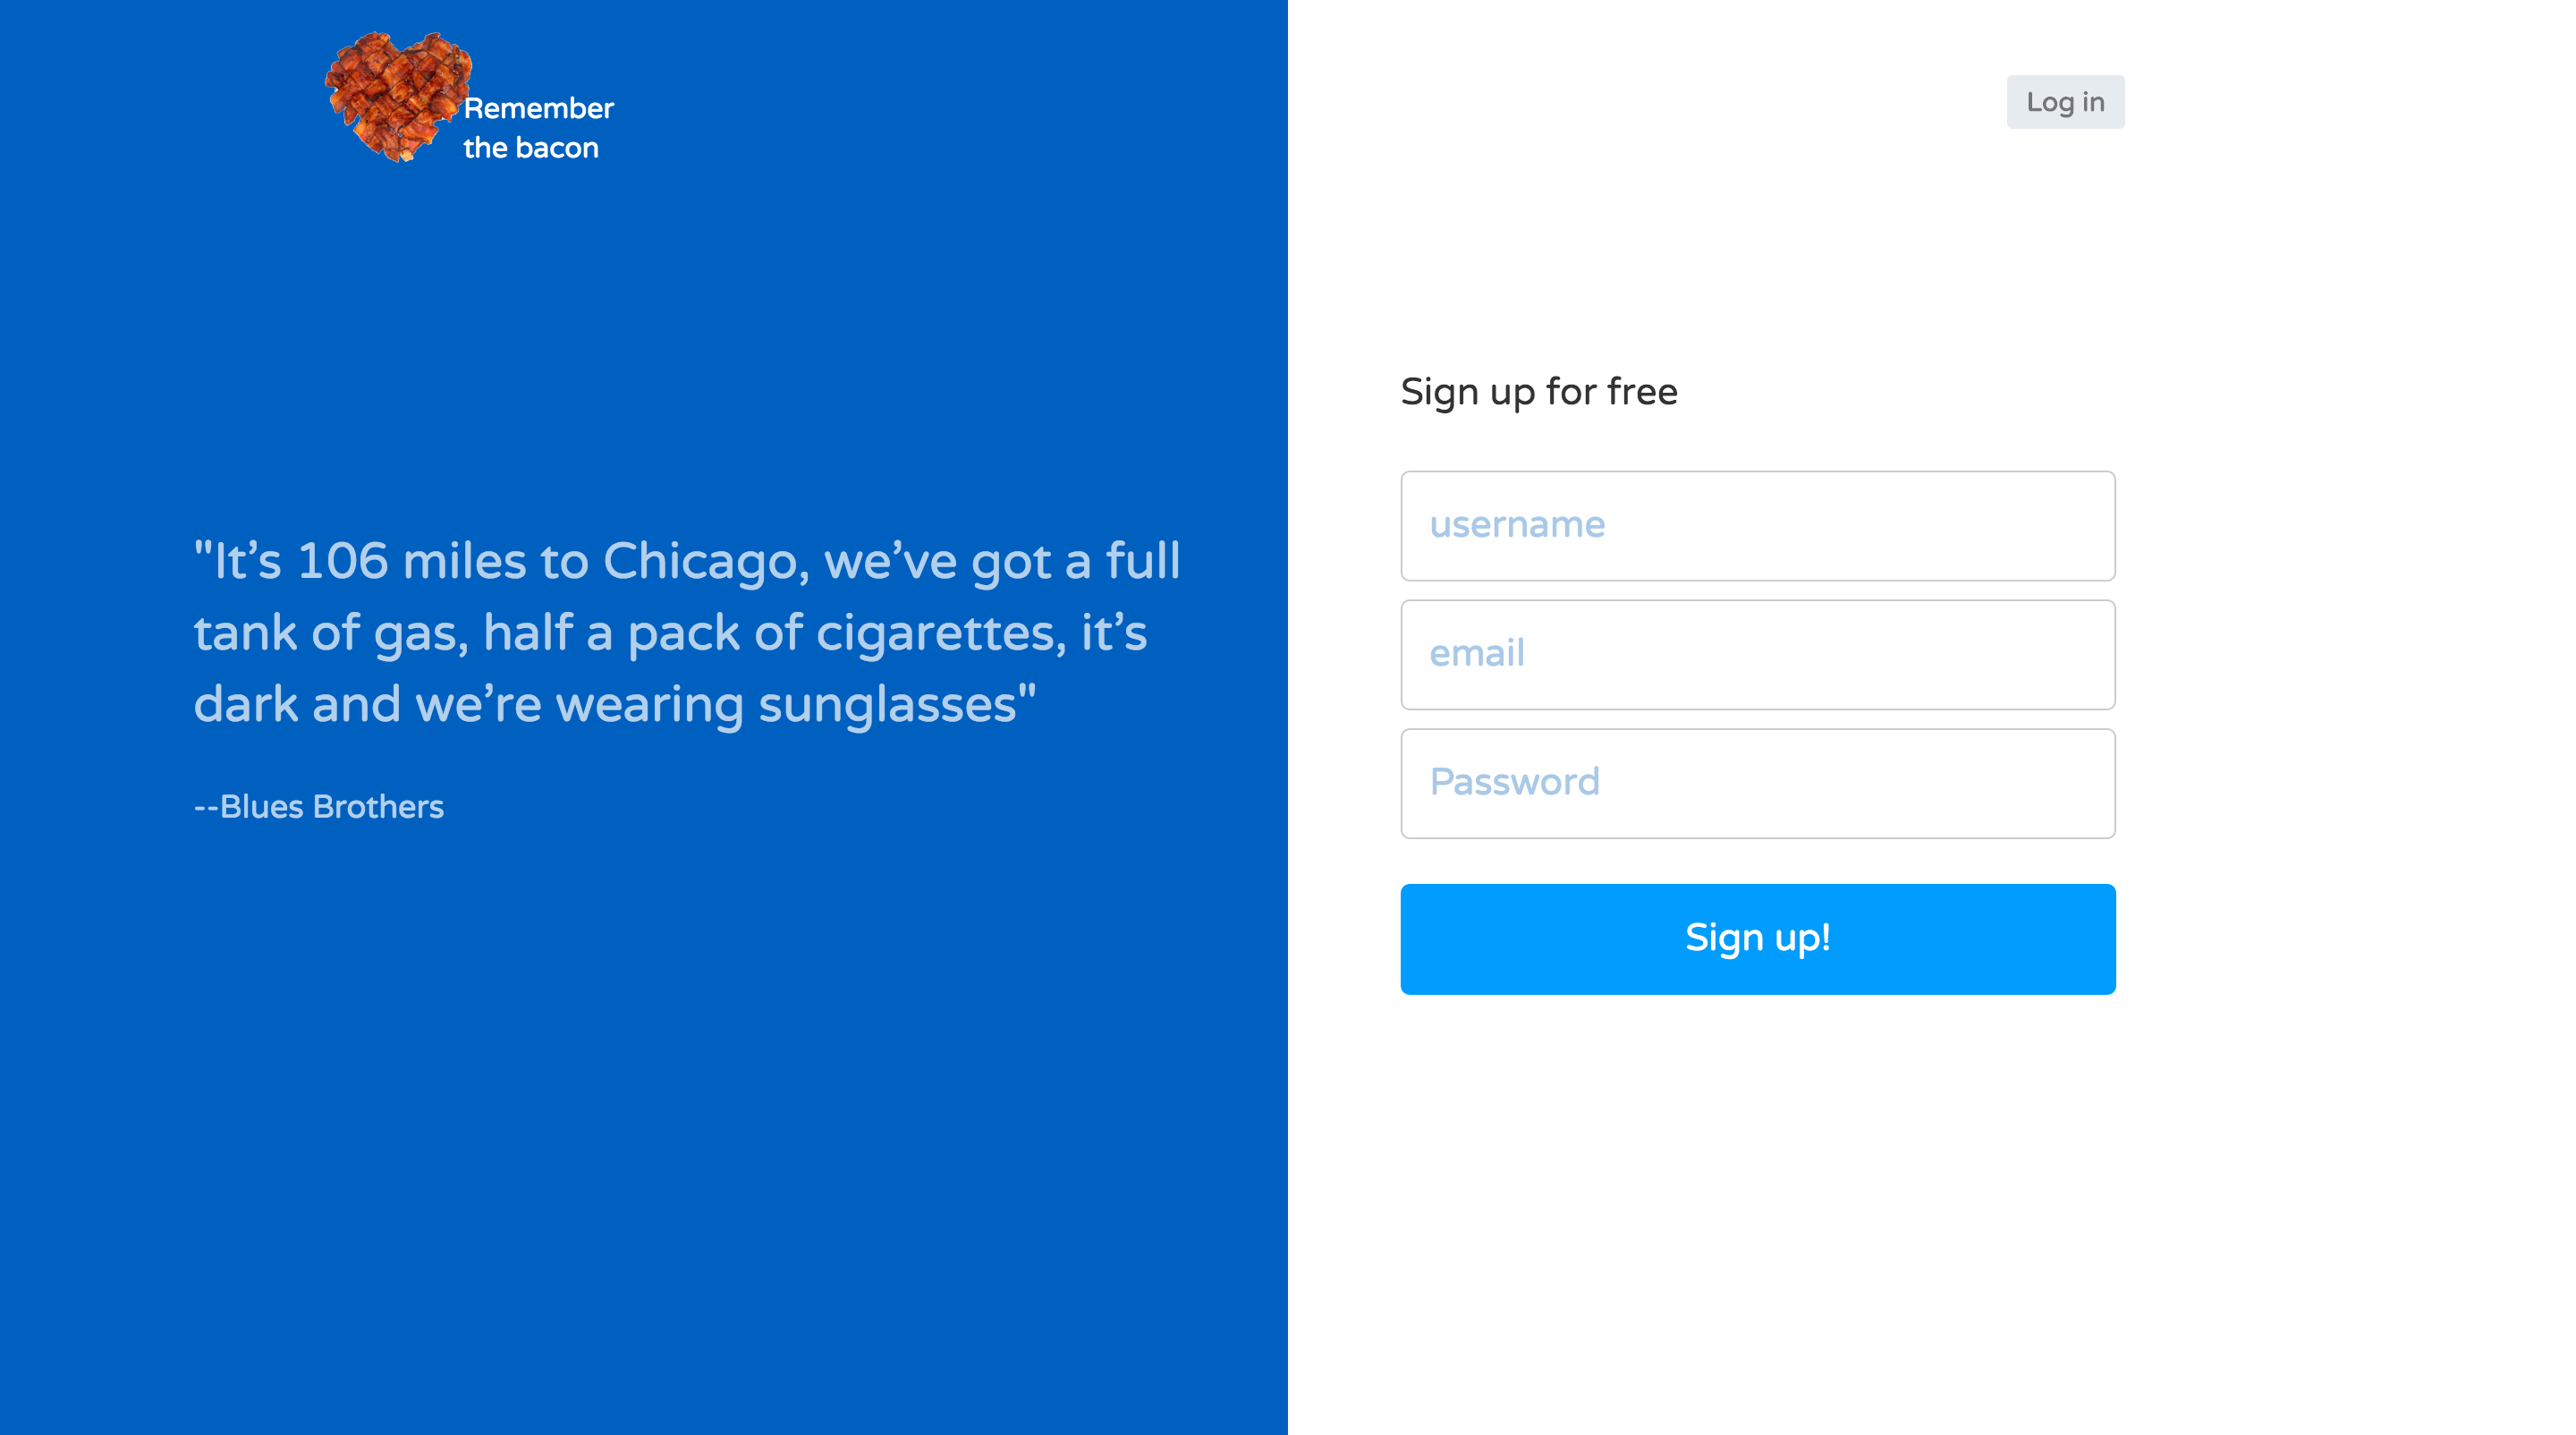 Remember
the bacon
Log in
"It’s 106 miles to Chicago, we’ve got a full
tank of gas, half a pack of cigarettes, it’s
dark and we’re wearing sunglasses"
--Blues Brothers
Sign up for free
username
email
Password
Sign up!